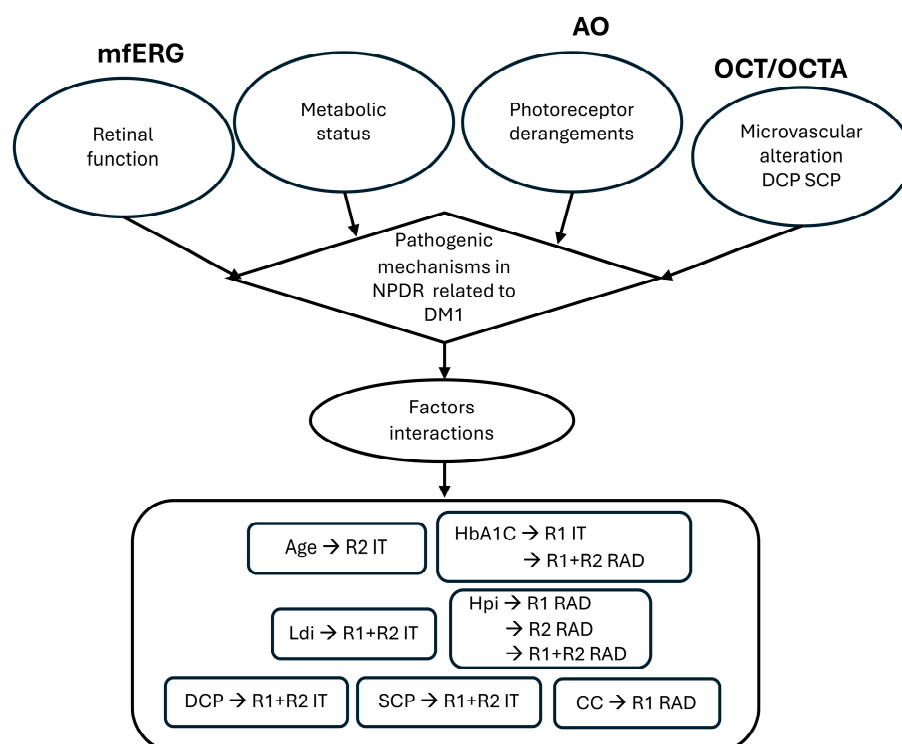 mfERG
AO
OCT/OCTA
Retinal
function
Metabolic
status
Photoreceptor
derangements
Microvascular
alteration
DCP SCP
Pathogenic
mechanisms in
NPDR related to
DM1
Factors
interactions
Age → R2 IT
HbA1C → R1 IT
→ R1+R2 RAD
Ldi → R1+R2 IT
Hpi → R1 RAD
→ R2 RAD
→ R1+R2 RAD
DCP → R1+R2 IT
SCP → R1+R2 IT
CC → R1 RAD